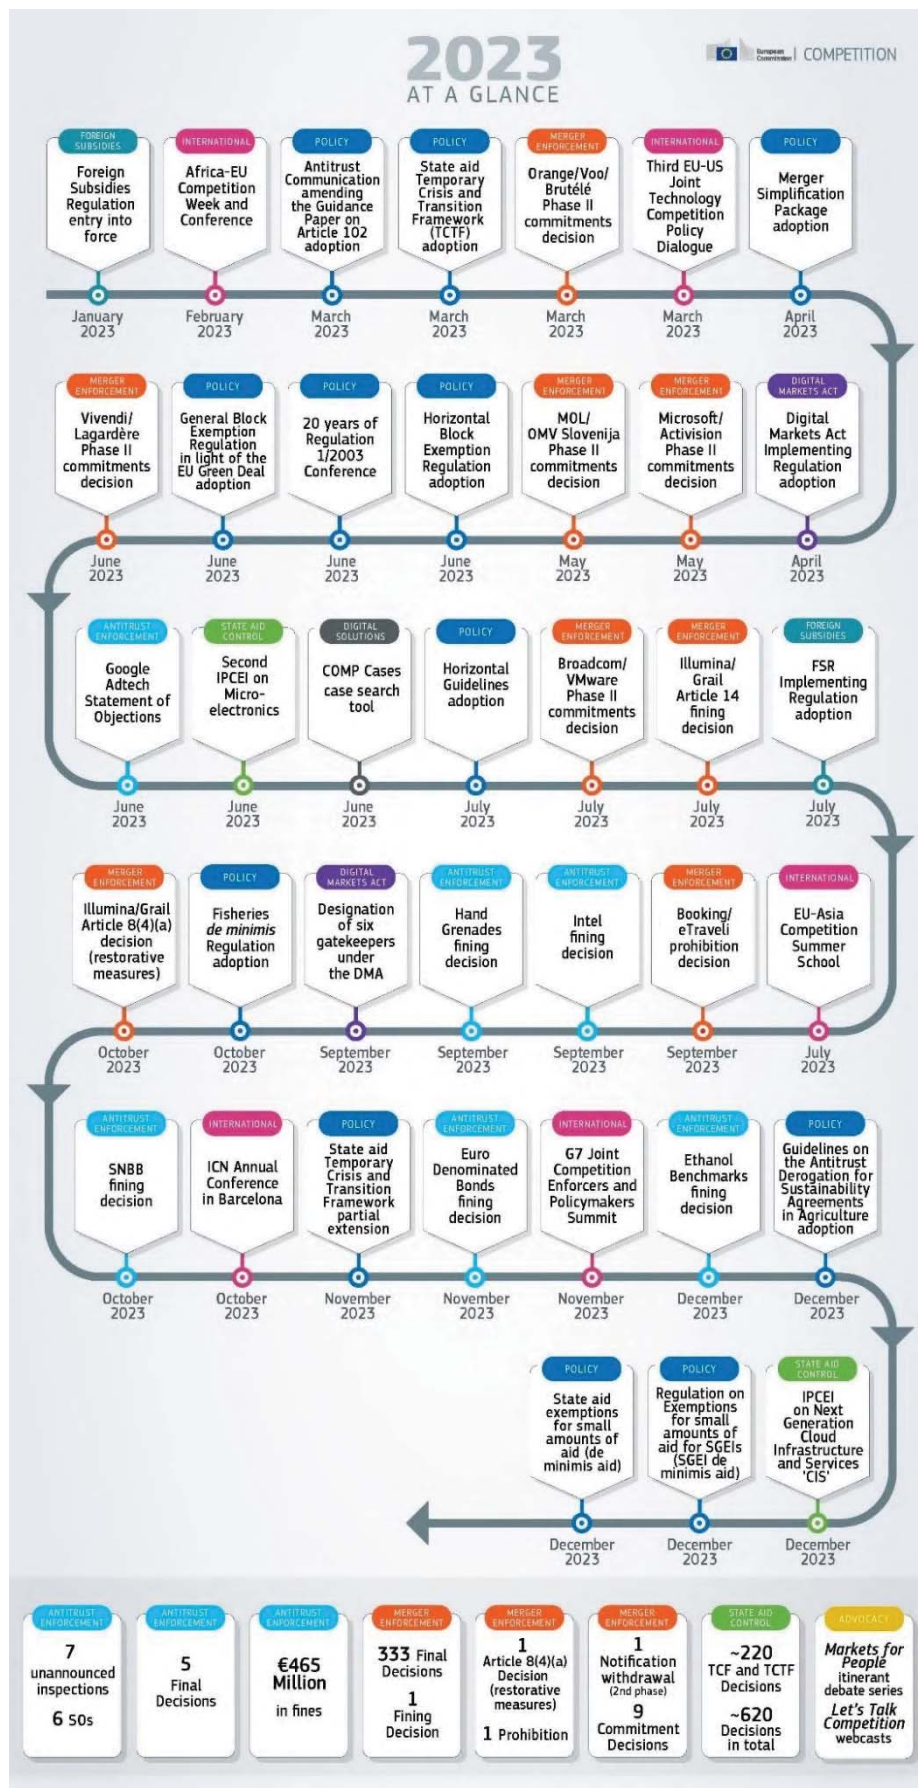 2023
AT A GLANCE
European
Commission
COMPETITION
FOREIGN
SUBSIDIES
Foreign
Subsidies
Regulation
entry into
force
January
2023
INTERNATIONAL
Africa-EU
Competition
Week and
Conference
February
2023
POLICY
Antitrust
Communication
amending
the Guidance
Paper on
Article 102
adoption
March
2023
POLICY
State aid
Temporary
Crisis and
Transition
Framework
(TCTF)
adoption
March
2023
MERGER
ENFORCEMENT
Orange/Voo/
Brutélé
Phase II
commitments
decision
March
2023
INTERNATIONAL
Third EU-US
Joint
Technology
Competition
Policy
Dialogue
March
2023
POLICY
Merger
Simplification
Package
adoption
April
2023
MERGER
ENFORCEMENT
Vivendi/
Lagardère
Phase II
commitments
decision
June
2023
POLICY
General Block
Exemption
Regulation
in light of the
EU Green Deal
adoption
June
2023
POLICY
20 years of
Regulation
1/2003
Conference
June
2023
POLICY
Horizontal
Block
Exemption
Regulation
adoption
June
2023
MERGER
ENFORCEMENT
MOL/
OMV Slovenija
Phase II
commitments
decision
May
2023
MERGER
ENFORCEMENT
Microsoft/
Activision
Phase II
commitments
decision
May
2023
DIGITAL
MARKETS ACT
Digital
Markets Act
Implementing
Regulation
adoption
April
2023
ANTITRUST
ENFORCEMENT
Google
Adtech
Statement of
Objections
June
2023
STATE AID
CONTROL
Second
IPCEI on
Micro-
electronics
June
2023
DIGITAL
SOLUTIONS
COMP Cases
case search
tool
June
2023
POLICY
Horizontal
Guidelines
adoption
July
2023
MERGER
ENFORCEMENT
Broadcom/
VMware
Phase II
commitments
decision
July
2023
MERGER
ENFORCEMENT
Illumina/
Grail
Article 14
fining
decision
July
2023
FOREIGN
SUBSIDIES
FSR
Implementing
Regulation
adoption
July
2023
MERGER
ENFORCEMENT
Illumina/Grail
Article 8(4)(a)
decision
(restorative
measures)
October
2023
POLICY
Fisheries
de minimis
Regulation
adoption
October
2023
DIGITAL
MARKETS ACT
Designation
of six
gatekeepers
under
the DMA
September
2023
ANTITRUST
ENFORCEMENT
Hand
Grenades
fining
decision
September
2023
ANTITRUST
ENFORCEMENT
Intel
fining
decision
September
2023
MERGER
ENFORCEMENT
Booking/
eTraveli
prohibition
decision
September
2023
INTERNATIONAL
EU-Asia
Competition
Summer
School
July
2023
ANTITRUST
ENFORCEMENT
SNBB
fining
decision
October
2023
INTERNATIONAL
ICN Annual
Conference
in Barcelona
October
2023
POLICY
State aid
Temporary
Crisis and
Transition
Framework
partial
extension
November
2023
ANTITRUST
ENFORCEMENT
Euro
Denominated
Bonds
fining
decision
November
2023
INTERNATIONAL
G7 Joint
Competition
Enforcers and
Policymakers
Summit
November
2023
ANTITRUST
ENFORCEMENT
Ethanol
Benchmarks
fining
decision
December
2023
POLICY
Guidelines on
the Antitrust
Derogation for
Sustainability
Agreements
in Agriculture
adoption
December
2023
POLICY
State aid
exemptions
for small
amounts of
aid (de
minimis aid)
December
2023
POLICY
Regulation on
Exemptions
for small
amounts of
aid for SGEIs
(SGEI de
minimis aid)
December
2023
STATE AID
CONTROL
IPCEI
on Next
Generation
Cloud
Infrastructure
and Services
'CIS'
December
2023
ANTITRUST
ENFORCEMENT
7
unannounced
inspections
6 SOs
ANTITRUST
ENFORCEMENT
5
Final
Decisions
ANTITRUST
ENFORCEMENT
€465
Million
in fines
MERGER
ENFORCEMENT
333 Final
Decisions
1
Fining
Decision
MERGER
ENFORCEMENT
1
Article 8(4)(a)
Decision
(restorative
measures)
1 Prohibition
MERGER
ENFORCEMENT
1
Notification
withdrawal
(2nd phase)
9
Commitment
Decisions
STATE AID
CONTROL
~220
TCF and TCTF
Decisions
~620
Decisions
in total
ADVOCACY
Markets for
People
itinerant
debate series
Let's Talk
Competition
webcasts